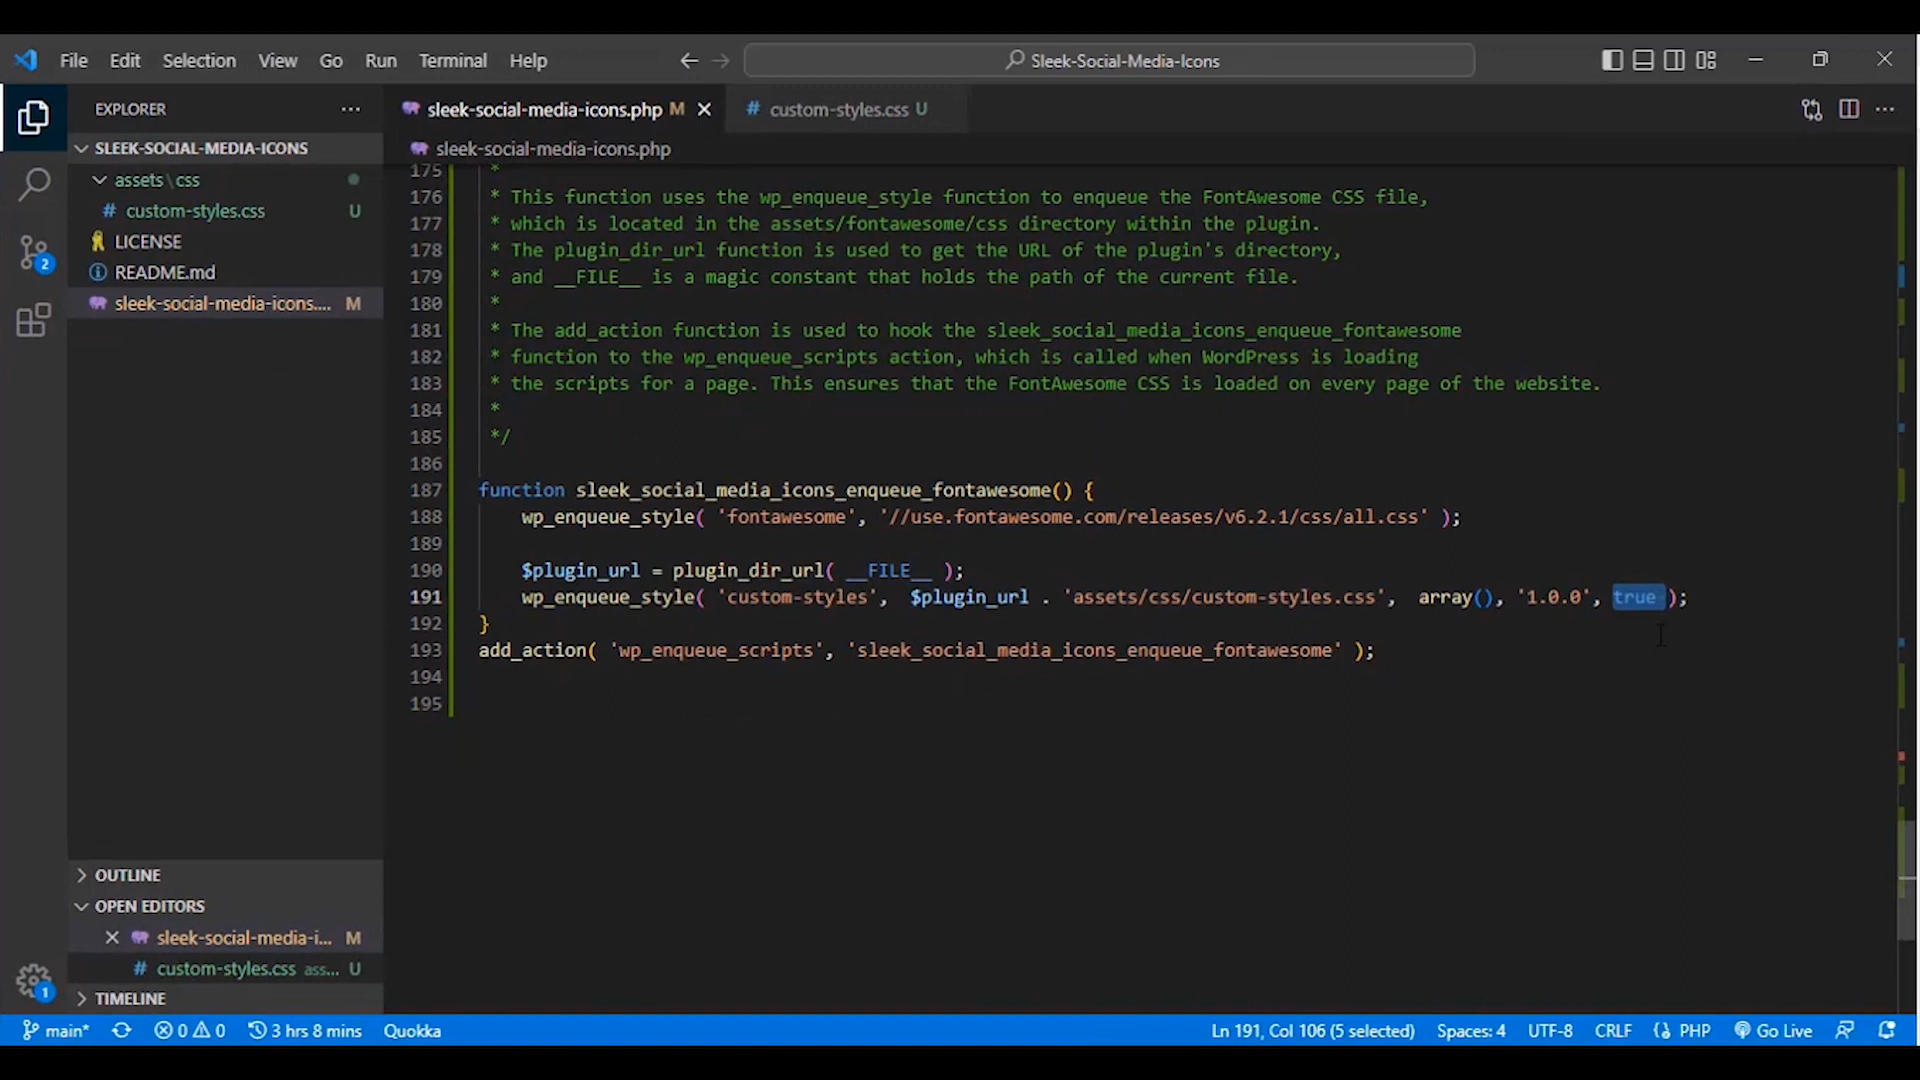 File Edit Selection View Go Run Terminal Help
Sleek-Social-Media-Icons
EXPLORER
SLEEK-SOCIAL-MEDIA-ICONS
assets\css
# custom-styles.css U
LICENSE
README.md
sleek-social-media-icons.... M
2
OUTLINE
OPEN EDITORS
sleek-social-media-i... M
# custom-styles.css ass... U
TIMELINE
1
sleek-social-media-icons.php M
# custom-styles.css U
sleek-social-media-icons.php
175 *
176 * This function uses the wp_enqueue_style function to enqueue the FontAwesome CSS file,
177 * which is located in the assets/fontawesome/css directory within the plugin.
178 * The plugin_dir_url function is used to get the URL of the plugin's directory,
179 * and __FILE__ is a magic constant that holds the path of the current file.
180 *
181 * The add_action function is used to hook the sleek_social_media_icons_enqueue_fontawesome
182 * function to the wp_enqueue_scripts action, which is called when WordPress is loading
183 * the scripts for a page. This ensures that the FontAwesome CSS is loaded on every page of the website.
184 *
185 */
186
187 function sleek_social_media_icons_enqueue_fontawesome() {
188 wp_enqueue_style( 'fontawesome', '//use.fontawesome.com/releases/v6.2.1/css/all.css' );
189
190 $plugin_url = plugin_dir_url( __FILE__ );
191 wp_enqueue_style( 'custom-styles', $plugin_url . 'assets/css/custom-styles.css', array(), '1.0.0', true );
192 }
193 add_action( 'wp_enqueue_scripts', 'sleek_social_media_icons_enqueue_fontawesome' );
194
195
main* 0 0 3 hrs 8 mins Quokka Ln 191, Col 106 (5 selected) Spaces: 4 UTF-8 CRLF PHP Go Live